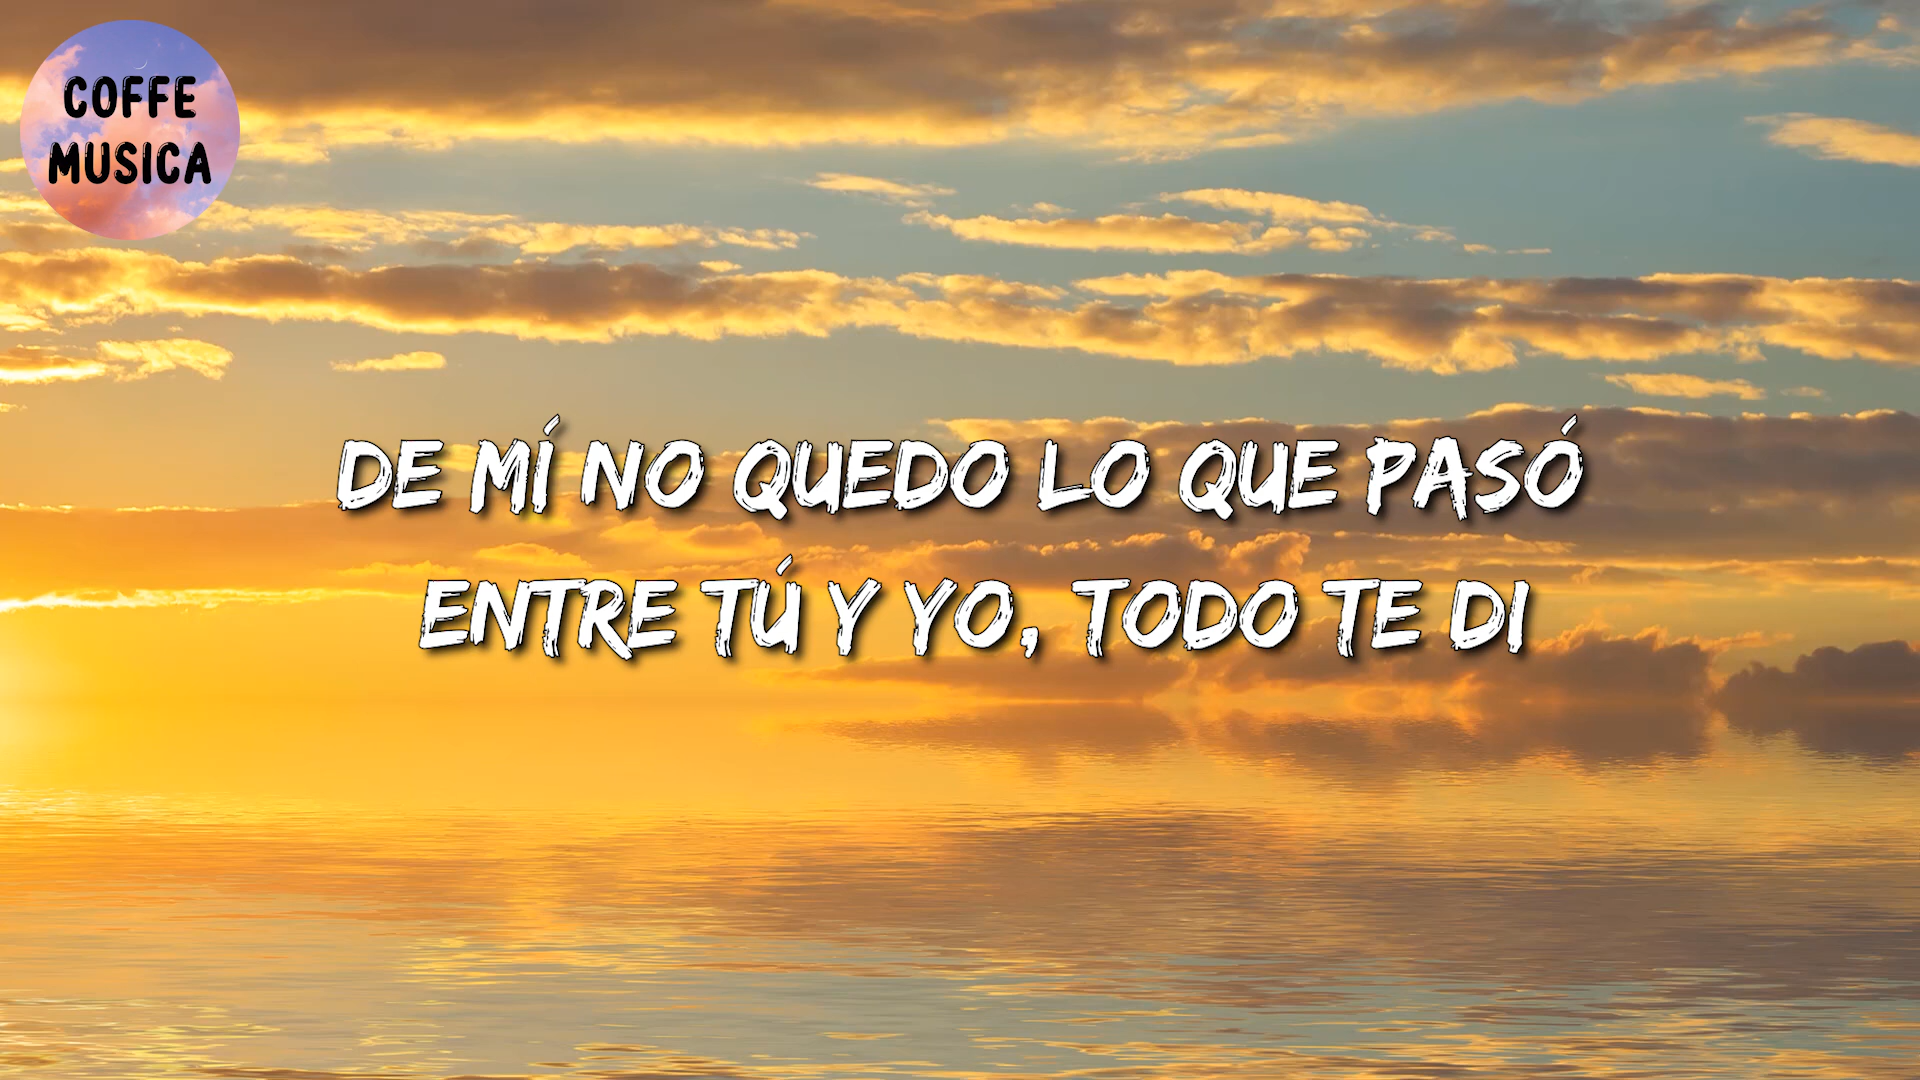 COFFE
MUSICA
DE MÍ NO QUEDO LO QUE PASÓ
ENTRE TÚ Y YO, TODO TE DI